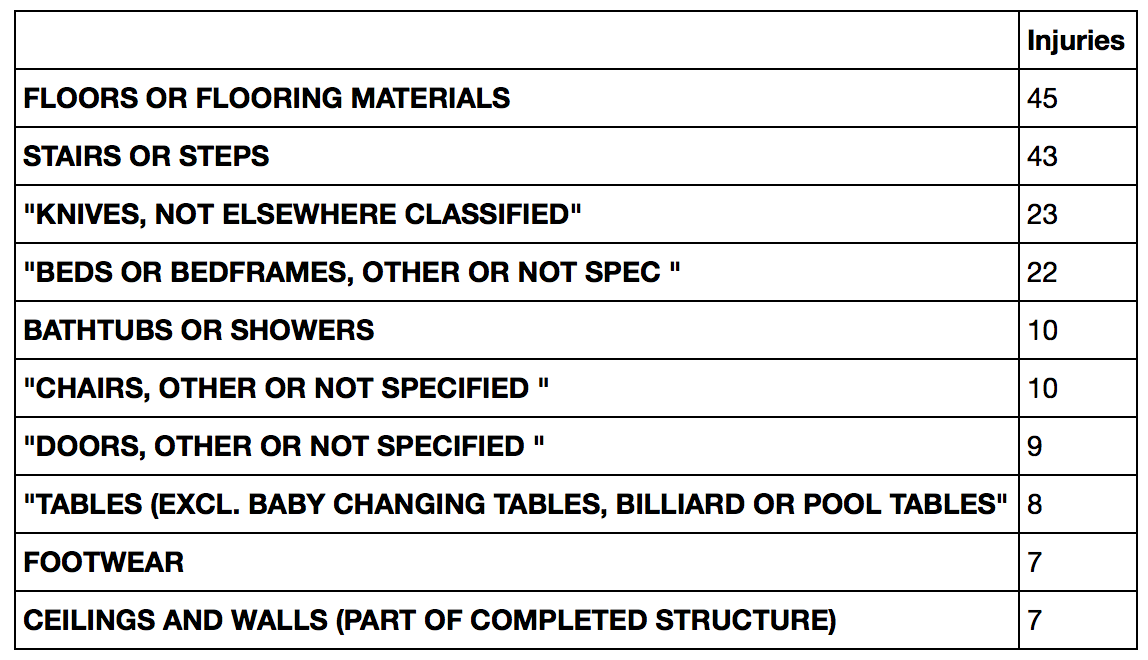 Injuries
FLOORS OR FLOORING MATERIALS 45
STAIRS OR STEPS 43
"KNIVES, NOT ELSEWHERE CLASSIFIED" 23
"BEDS OR BEDFRAMES, OTHER OR NOT SPEC " 22
BATHTUBS OR SHOWERS 10
"CHAIRS, OTHER OR NOT SPECIFIED " 10
"DOORS, OTHER OR NOT SPECIFIED " 9
"TABLES (EXCL. BABY CHANGING TABLES, BILLIARD OR POOL TABLES" 8
FOOTWEAR 7
CEILINGS AND WALLS (PART OF COMPLETED STRUCTURE) 7